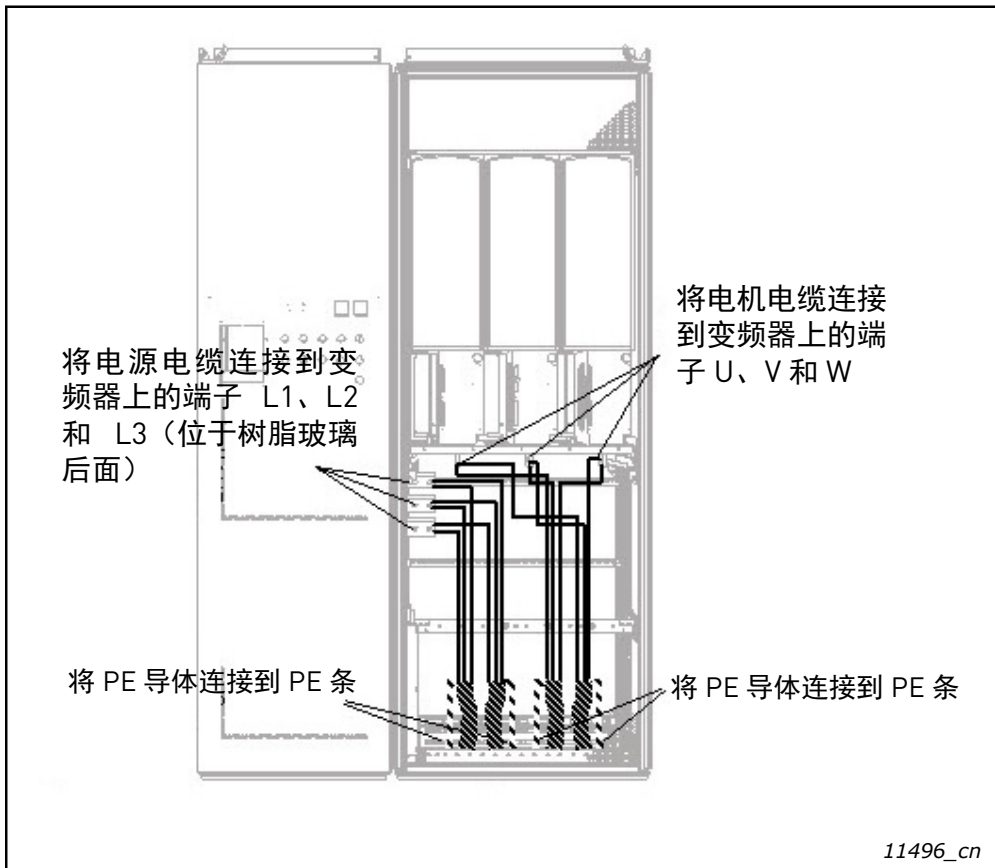 将电机电缆连接
到变频器上的端
子 U、V 和 W
将电源电缆连接到变
频器上的端子 L1、L2
和 L3（位于树脂玻璃
后面）
将 PE 导体连接到 PE 条
将 PE 导体连接到 PE 条
11496_cn